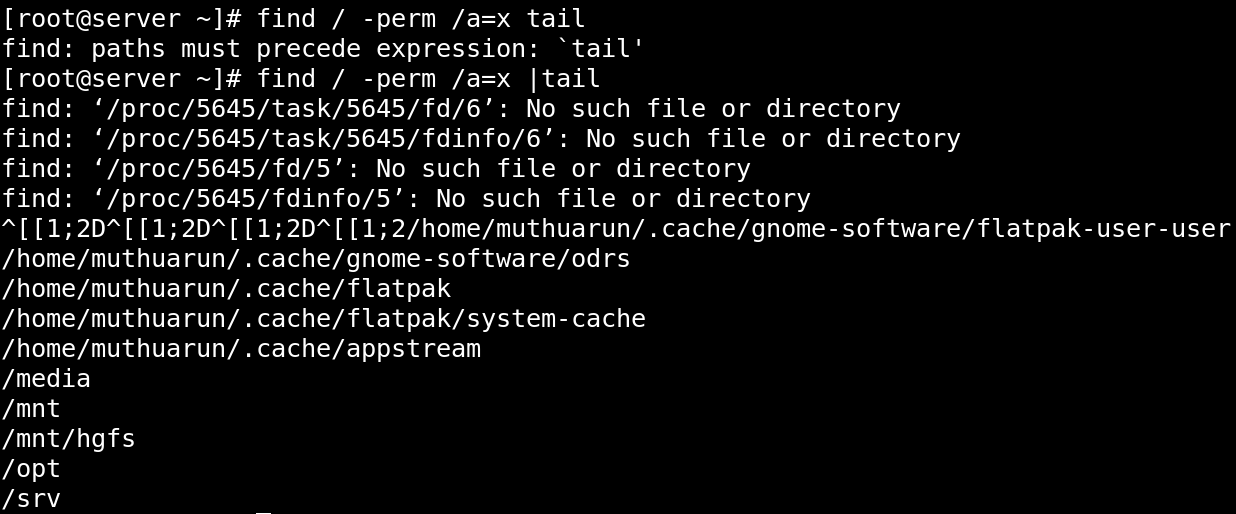 [root@server ~]# find / -perm /a=x tail
find: paths must precede expression: `tail'
[root@server ~]# find / -perm /a=x |tail
find: ‘/proc/5645/task/5645/fd/6’: No such file or directory
find: ‘/proc/5645/task/5645/fdinfo/6’: No such file or directory
find: ‘/proc/5645/fd/5’: No such file or directory
find: ‘/proc/5645/fdinfo/5’: No such file or directory
^[[1;2D^[[1;2D^[[1;2D^[[1;2/home/muthuarun/.cache/gnome-software/flatpak-user-user
/home/muthuarun/.cache/gnome-software/odrs
/home/muthuarun/.cache/flatpak
/home/muthuarun/.cache/flatpak/system-cache
/home/muthuarun/.cache/appstream
/media
/mnt
/mnt/hgfs
/opt
/srv